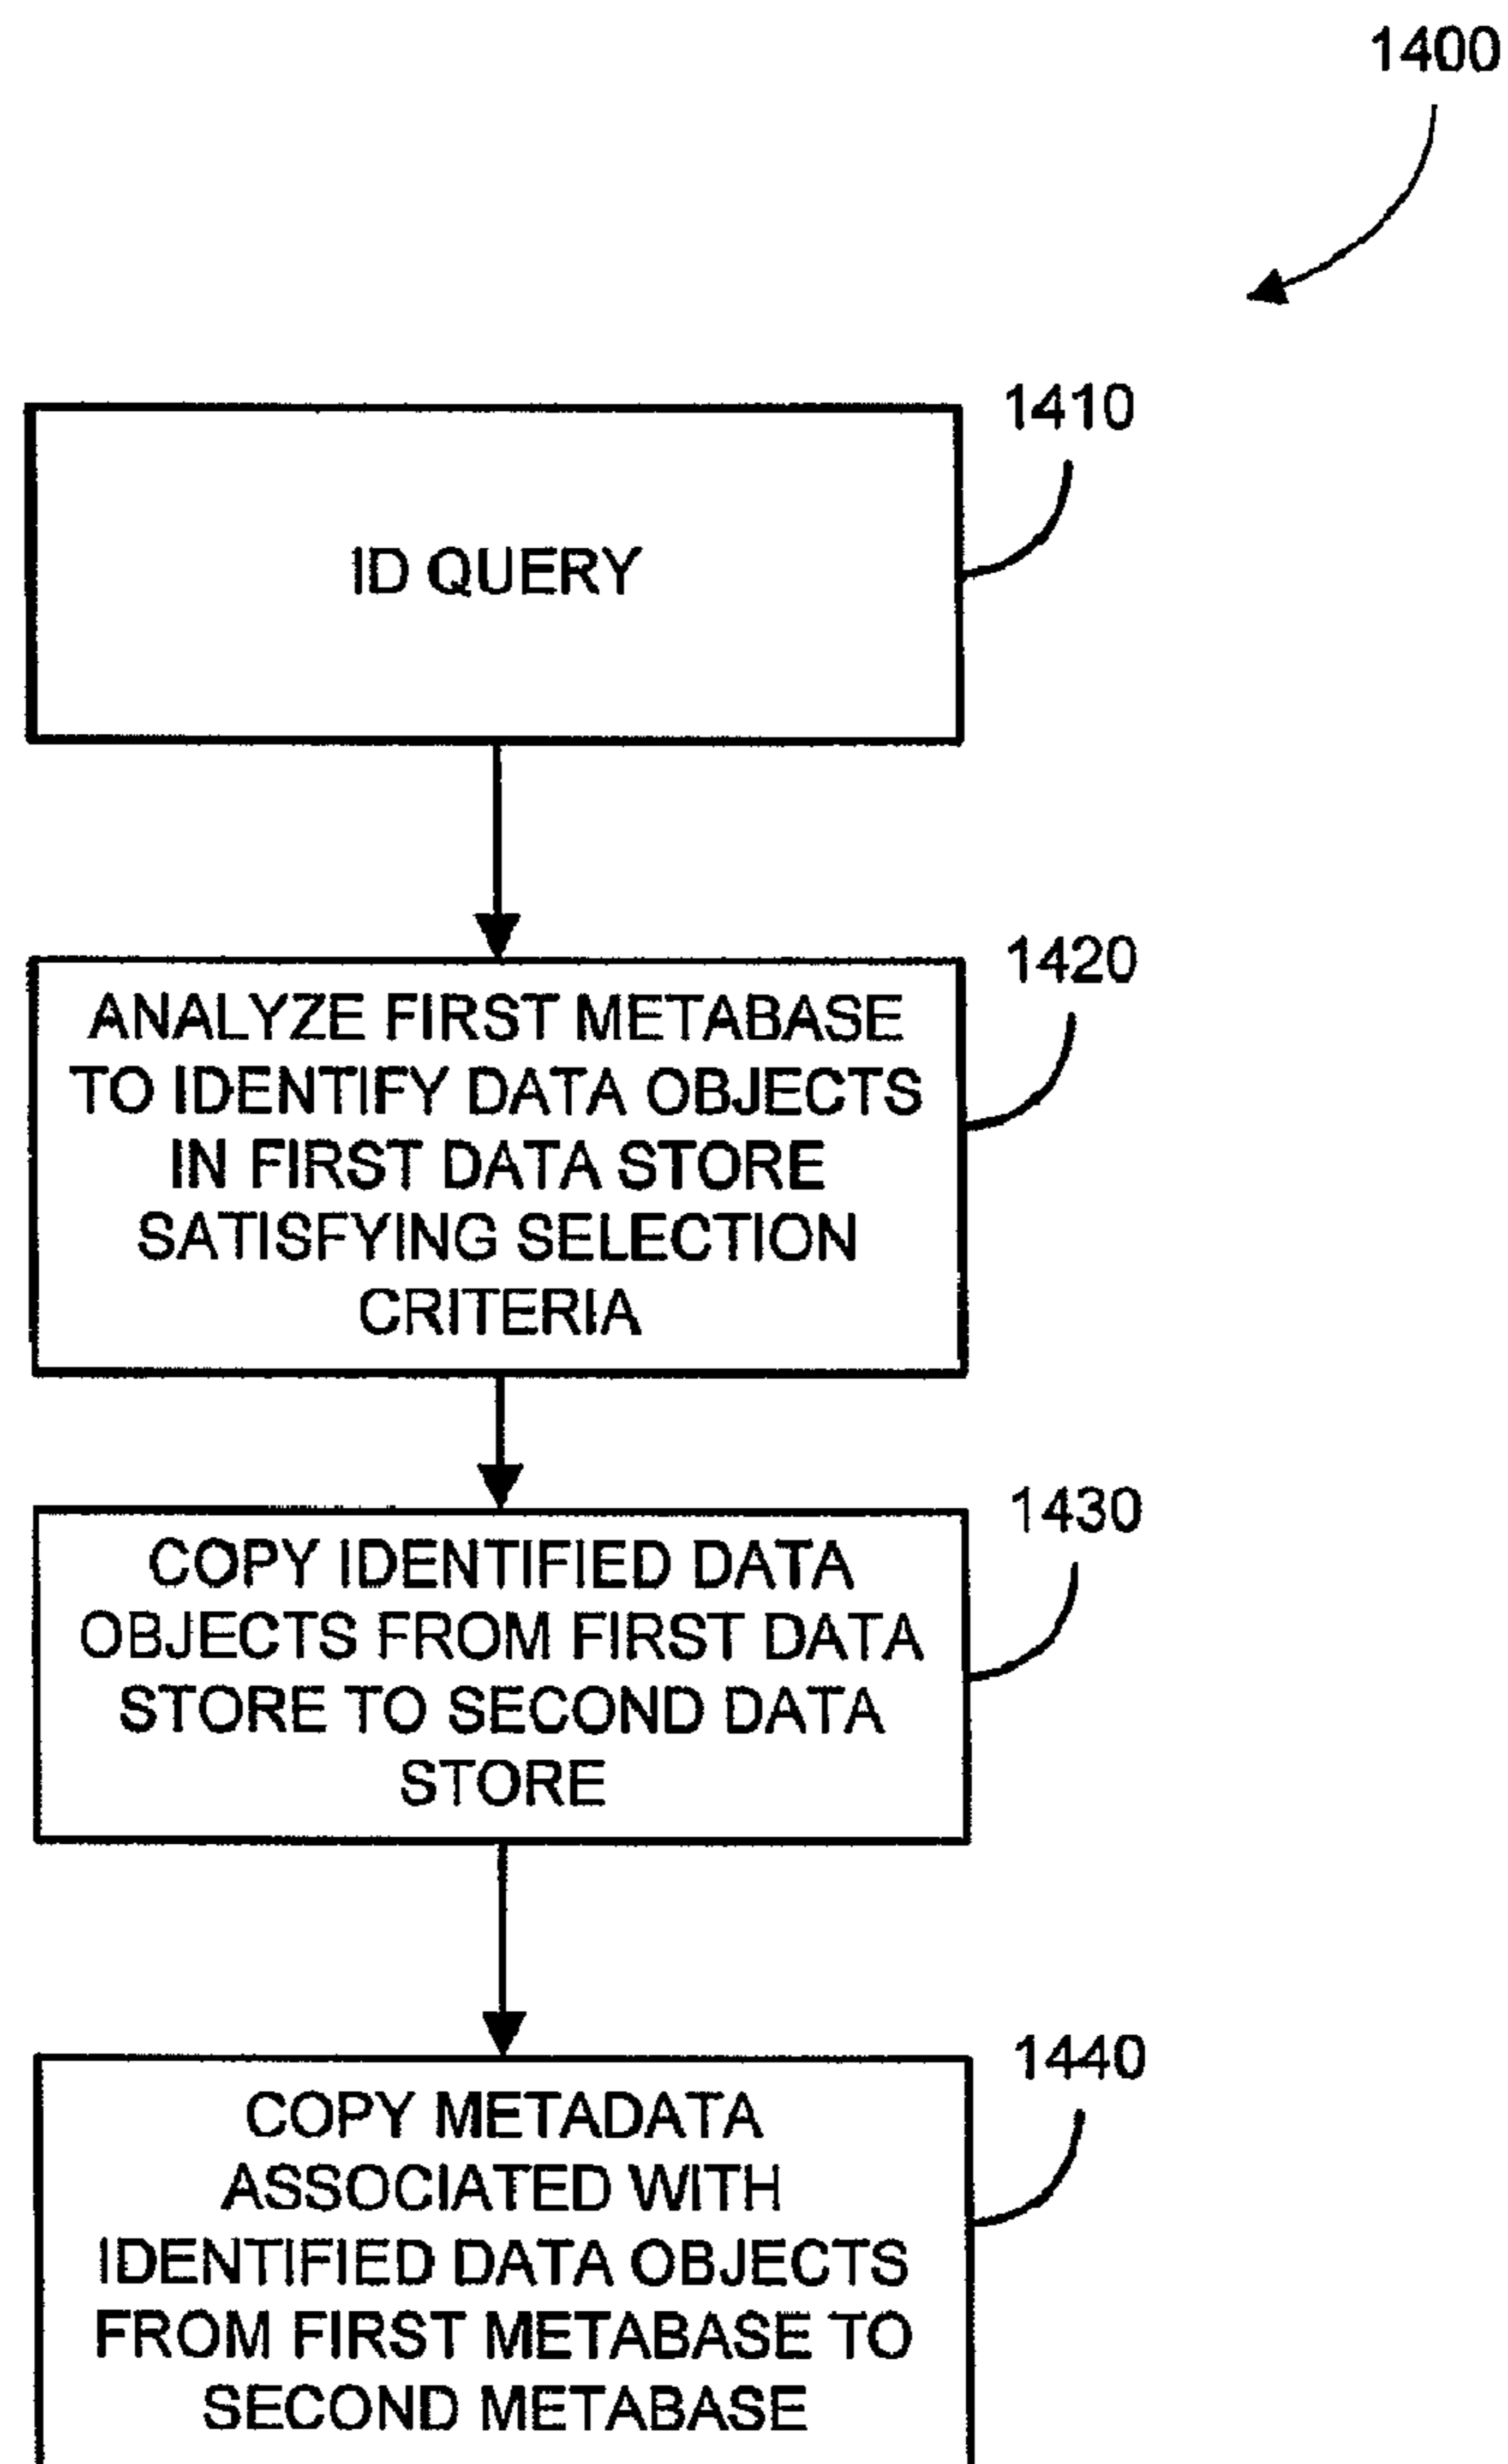 1400
1410
ID QUERY
1420
ANALYZE FIRST METABASE
TO IDENTIFY DATA OBJECTS
IN FIRST DATA STORE
SATISFYING SELECTION
CRITERIA
1430
COPY IDENTIFIED DATA
OBJECTS FROM FIRST DATA
STORE TO SECOND DATA
STORE
1440
COPY METADATA
ASSOCIATED WITH
IDENTIFIED DATA OBJECTS
FROM FIRST METABASE TO
SECOND METABASE